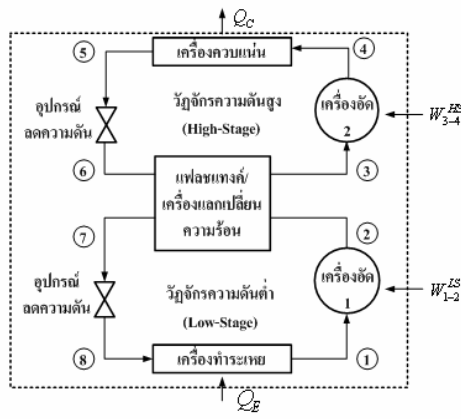 Q_C
5
เครื่องควบแน่น
4
อุปกรณ์
ลดความดัน
วัฏจักรความดันสูง
(High-Stage)
เครื่องอัด
2
W_{3-4}^{HS}
6
แฟลชแทงค์/
เครื่องแลกเปลี่ยน
ความร้อน
3
7
2
อุปกรณ์
ลดความดัน
วัฏจักรความดันต่ำ
(Low-Stage)
เครื่องอัด
1
W_{1-2}^{LS}
8
เครื่องทำระเหย
1
Q_E